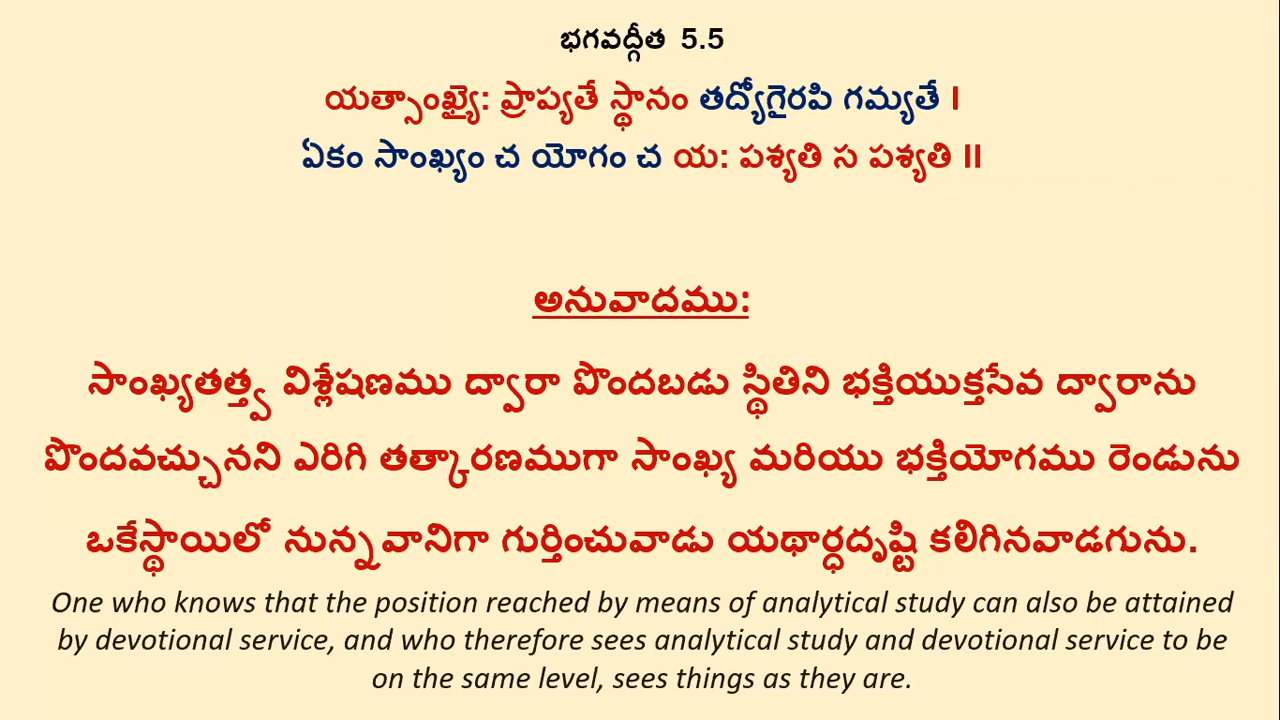 భగవద్గీత 5.5
యత్సాంఖ్యై: ప్రాప్యతే స్థానం తద్యోగైరపి గమ్యతే I
ఏకం సాంఖ్యం చ యోగం చ య: పశ్యతి స పశ్యతి II
అనువాదము:
సాంఖ్యతత్త్వ విశ్లేషణము ద్వారా పొందబడు స్థితిని భక్తియుక్తసేవ ద్వారాను
పొందవచ్చునని ఎరిగి తత్కారణముగా సాంఖ్య మరియు భక్తియోగము రెండును
ఒకేస్థాయిలో నున్నవానిగా గుర్తించువాడు యథార్ధదృష్టి కలిగినవాడగును.
One who knows that the position reached by means of analytical study can also be attained
by devotional service, and who therefore sees analytical study and devotional service to be
on the same level, sees things as they are.